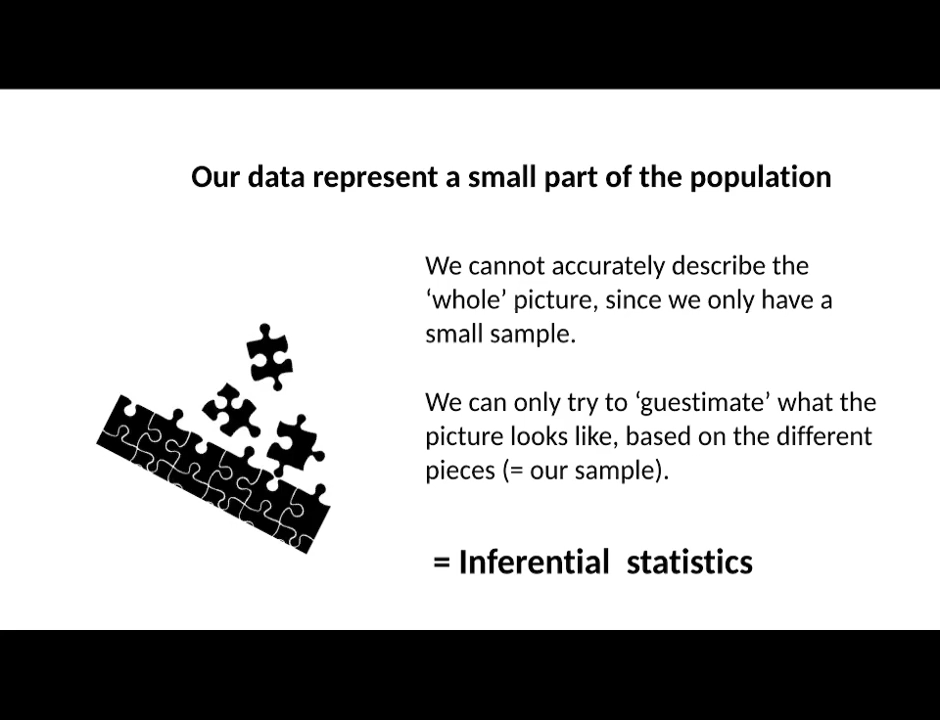 Our data represent a small part of the population
We cannot accurately describe the
‘whole’ picture, since we only have a
small sample.
We can only try to ‘guestimate’ what the
picture looks like, based on the different
pieces (= our sample).
= Inferential  statistics